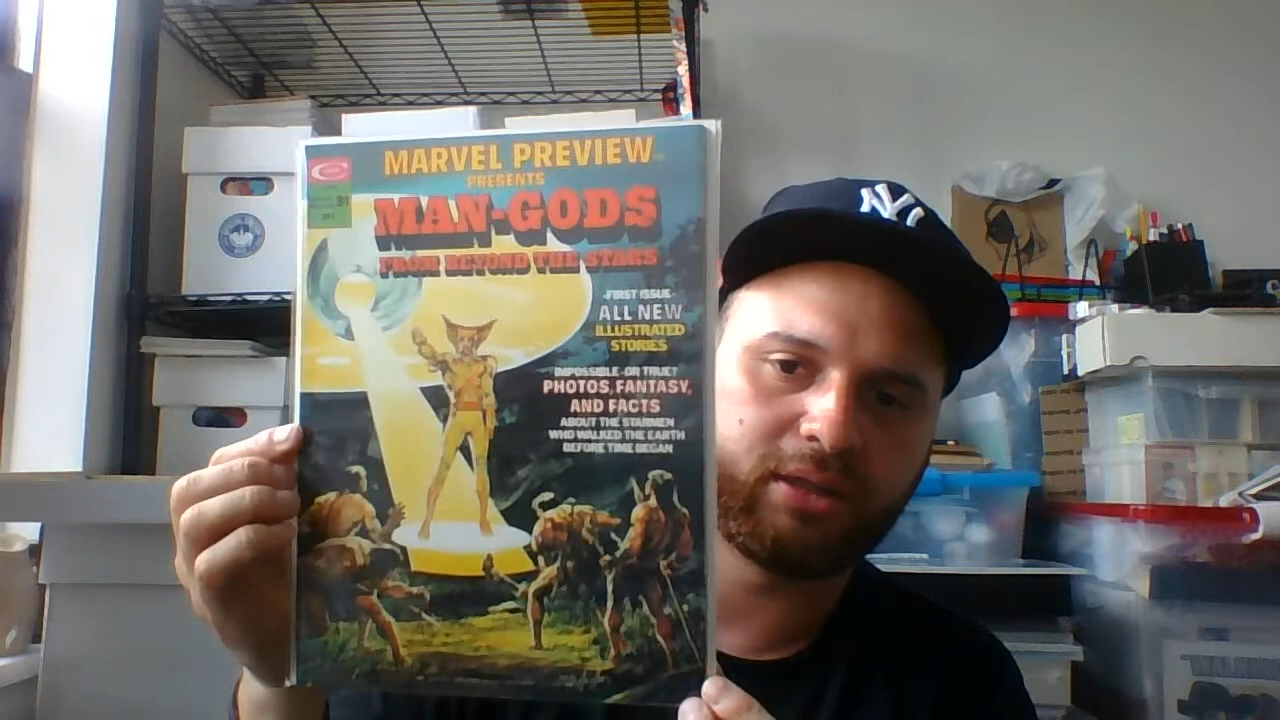 MARVEL PREVIEW
PRESENTS
MAN-GODS
FROM BEYOND THE STARS
$1
FIRST ISSUE
ALL NEW
ILLUSTRATED
STORIES
IMPOSSIBLE-OR TRUE?
PHOTOS, FANTASY,
AND FACTS
ABOUT THE STARMEN
WHO WALKED THE EARTH
BEFORE TIME BEGAN
NY